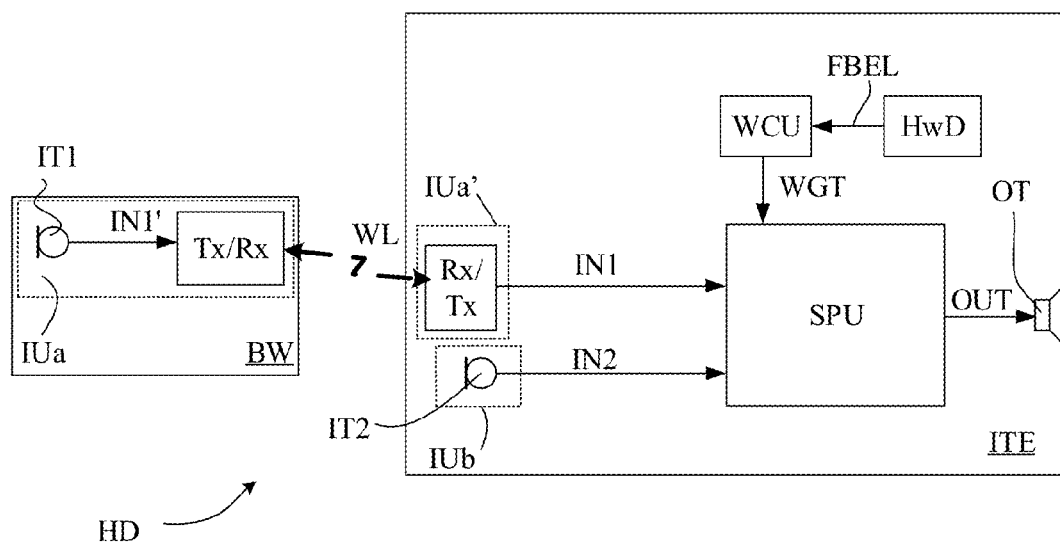 FBEL
WCU
HwD
IT1
IUa'
WGT
OT
IN1'
WL
Tx/Rx
Rx/
Tx
IN1
SPU
OUT
IUa
BW
IN2
IT2
IUb
ITE
HD